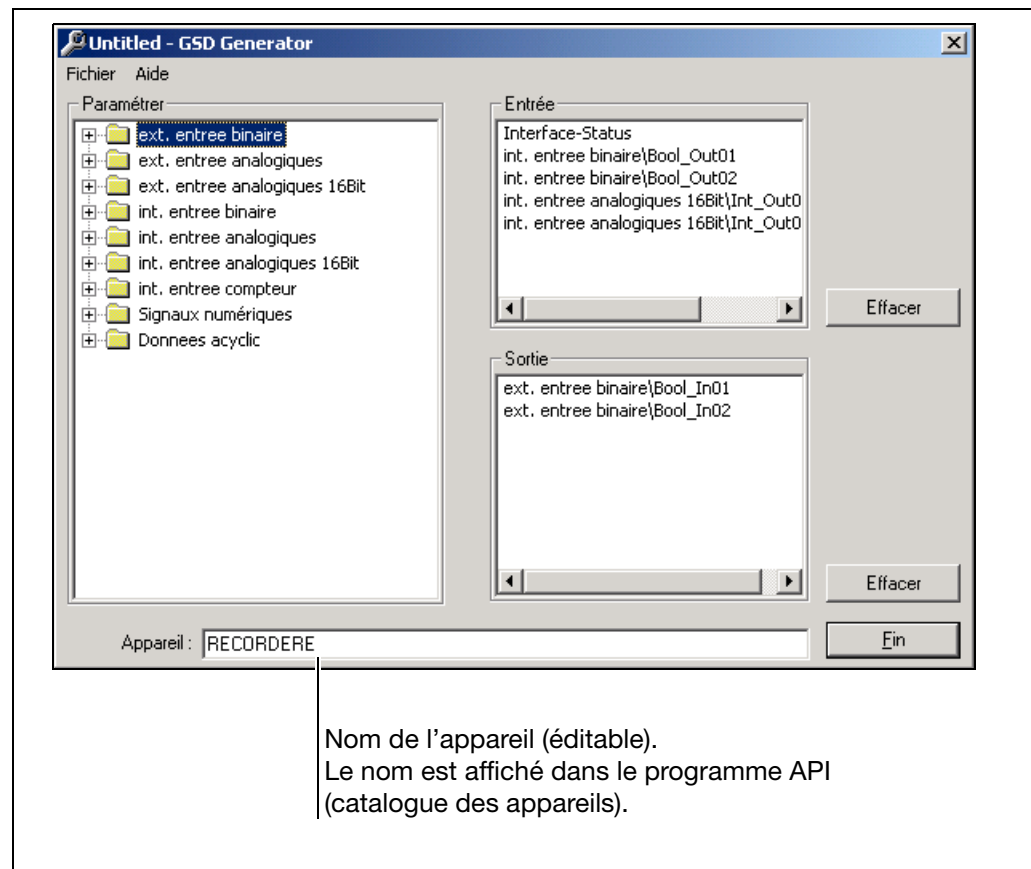 Untitled - GSD Generator
Fichier Aide
Paramétrer
ext. entree binaire
ext. entree analogiques
ext. entree analogiques 16Bit
int. entree binaire
int. entree analogiques
int. entree analogiques 16Bit
int. entree compteur
Signaux numériques
Donnees acyclic
Entrée
Interface-Status
int. entree binaire\Bool_Out01
int. entree binaire\Bool_Out02
int. entree analogiques 16Bit\Int_Out0
int. entree analogiques 16Bit\Int_Out0
Effacer
Sortie
ext. entree binaire\Bool_In01
ext. entree binaire\Bool_In02
Effacer
Appareil : RECORDERE
Fin
Nom de l’appareil (éditable).
Le nom est affiché dans le programme API
(catalogue des appareils).